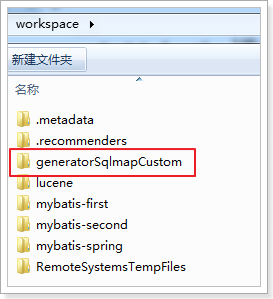 workspace
新建文件夹
名称
.metadata
.recommenders
generatorSqlmapCustom
lucene
mybatis-first
mybatis-second
mybatis-spring
RemoteSystemsTempFiles